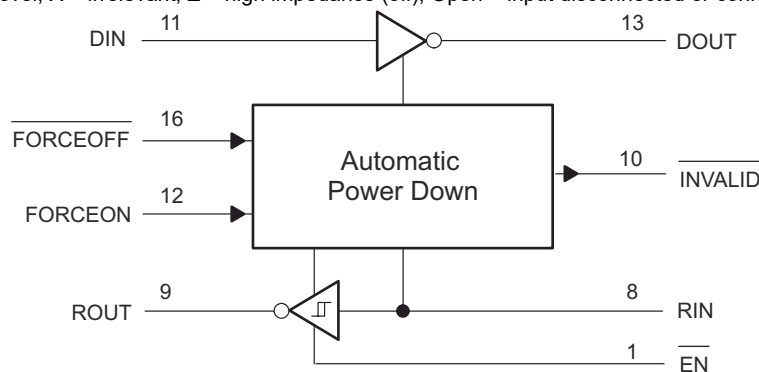 DIN 11 13 DOUT
FORCEOFF 16
Automatic
Power Down
10 INVALID
FORCEON 12
ROUT 9 8 RIN
1 EN